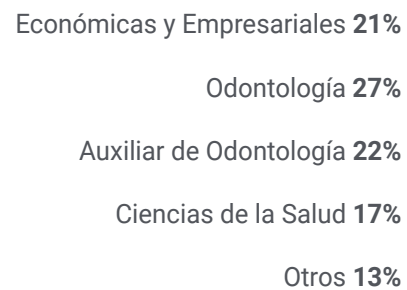 Económicas y Empresariales 21%
Odontología 27%
Auxiliar de Odontología 22%
Ciencias de la Salud 17%
Otros 13%